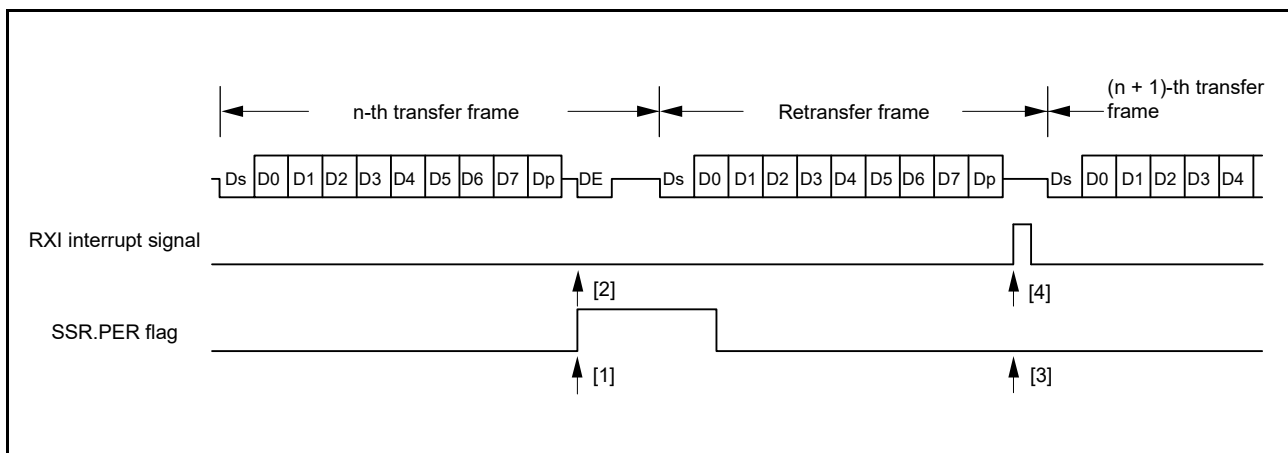 n-th transfer frame
Retransfer frame
(n + 1)-th transfer
frame
Ds D0 D1 D2 D3 D4 D5 D6 D7 Dp DE Ds D0 D1 D2 D3 D4 D5 D6 D7 Dp Ds D0 D1 D2 D3 D4
RXI interrupt signal
[2] [4]
SSR.PER flag
[1] [3]